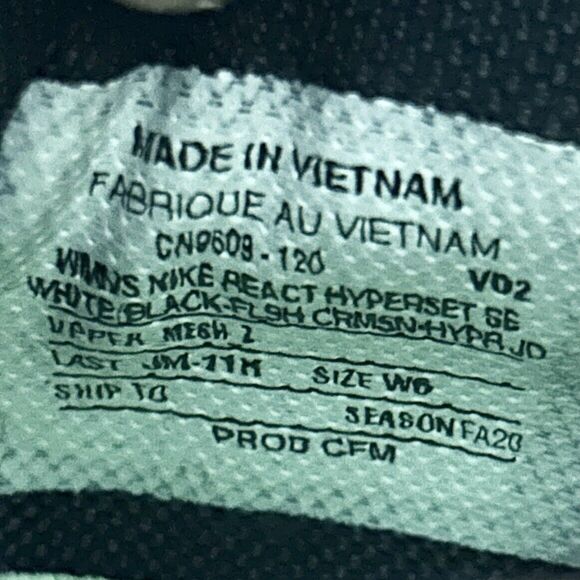 MADE IN VIETNAM
FABRIQUE AU VIETNAM
CN9609-120 V02
WMNS NIKE REACT HYPERSET SE
WHITE/BLACK-FLSH CRMSN-HYPR JD
UPPER MESH 2
LAST JM-11M SIZE W6
SHIP TO SEASON FA20
PROD CFM